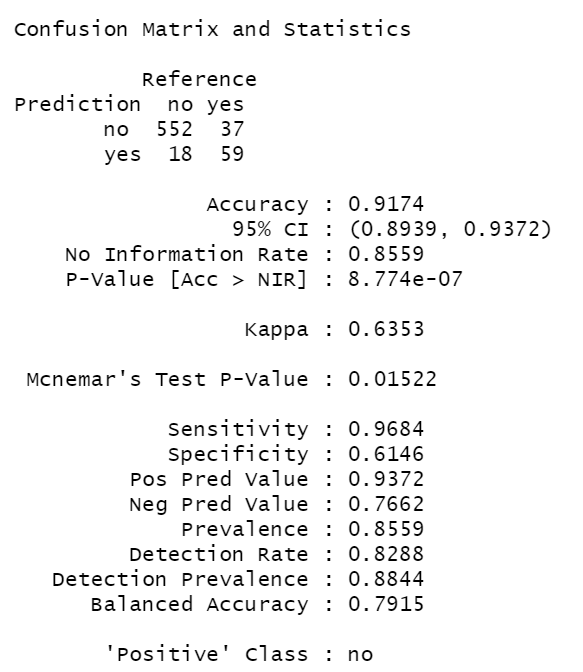 Confusion Matrix and Statistics
Reference
Prediction no yes
no 552 37
yes 18 59
Accuracy : 0.9174
95% CI : (0.8939, 0.9372)
No Information Rate : 0.8559
P-Value [Acc > NIR] : 8.774e-07
Kappa : 0.6353
Mcnemar's Test P-Value : 0.01522
Sensitivity : 0.9684
Specificity : 0.6146
Pos Pred Value : 0.9372
Neg Pred Value : 0.7662
Prevalence : 0.8559
Detection Rate : 0.8288
Detection Prevalence : 0.8844
Balanced Accuracy : 0.7915
'Positive' Class : no